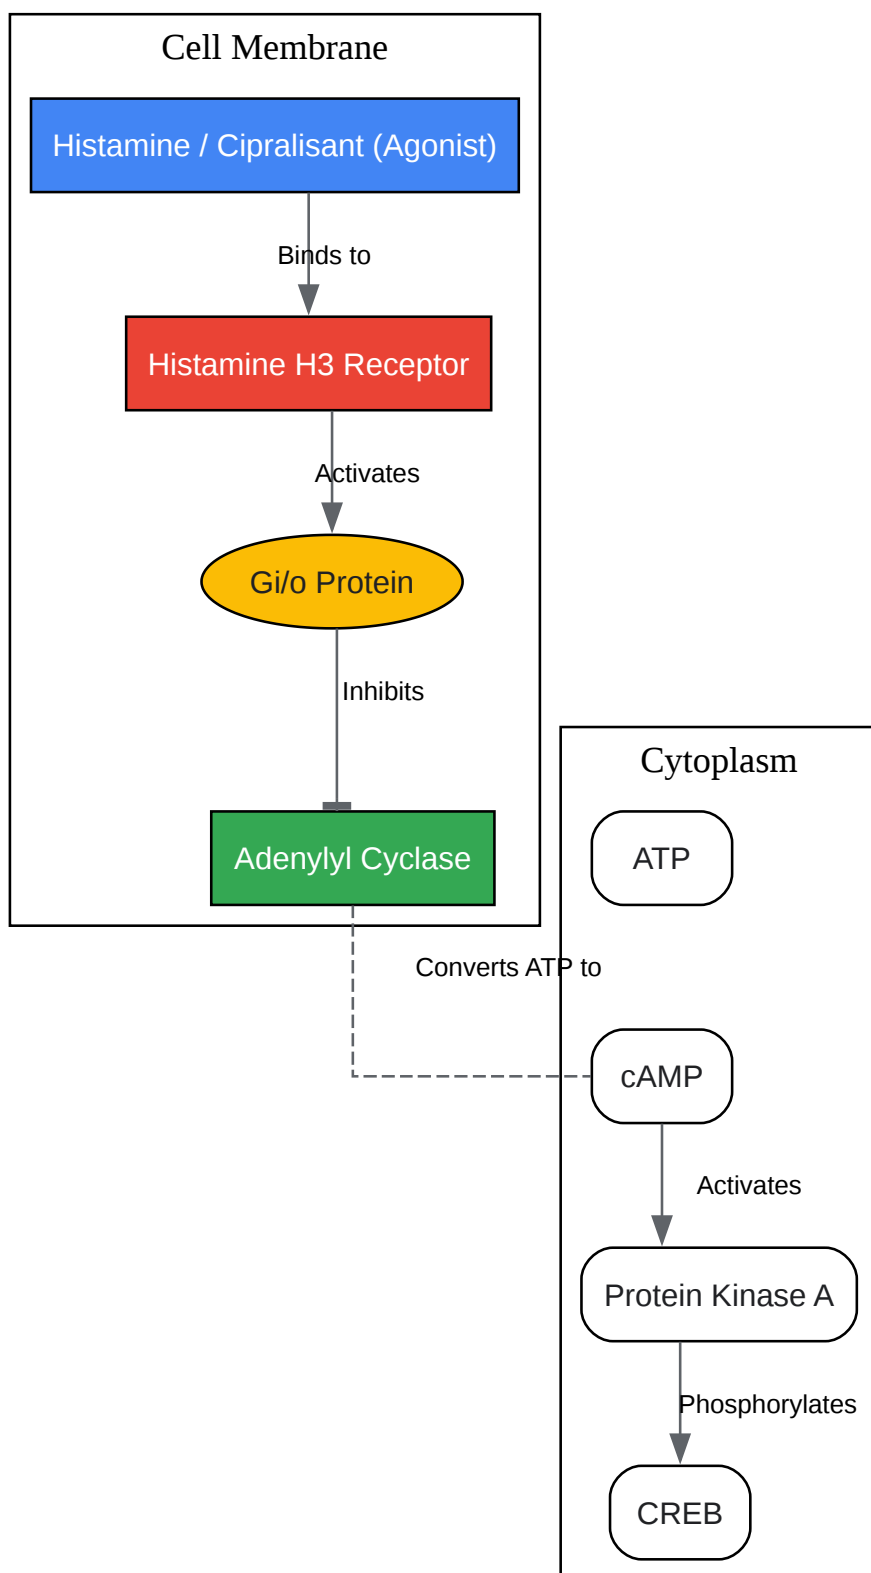 Cell Membrane
Histamine / Cipralisant (Agonist)
Binds to
Histamine H3 Receptor
Activates
Gi/o Protein
Inhibits
Cytoplasm
Adenylyl Cyclase
ATP
Converts ATP to
cAMP
Activates
Protein Kinase A
Phosphorylates
CREB